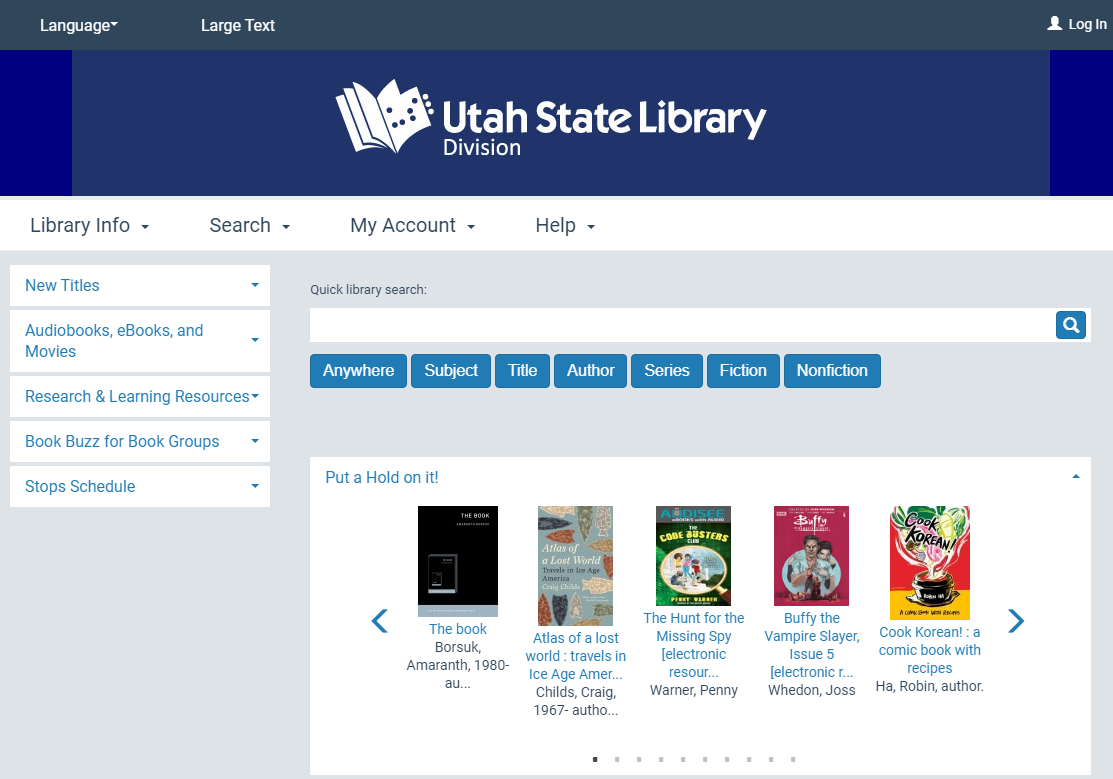 Language
Large Text
Log In
Utah State Library
Division
Library Info
Search
My Account
Help
New Titles
Audiobooks, eBooks, and
Movies
Research & Learning Resources
Book Buzz for Book Groups
Stops Schedule
Quick library search:
Anywhere
Subject
Title
Author
Series
Fiction
Nonfiction
Put a Hold on it!
THE BOOK
AMARANTH BORSUK
Atlas of
a Lost World
Travels in Ice Age
America
Craig Childs
AUDISEE
eBOOKS with AUDIO
THE
CODE BUSTERS
CLUB
PENNY WARNER
Buffy
Cook
KOREAN!
ROBIN HA
A COMIC BOOK WITH RECIPES
The book
Borsuk,
Amaranth, 1980-
au...
Atlas of a lost
world : travels in
Ice Age Amer...
Childs, Craig,
1967- autho...
The Hunt for the
Missing Spy
[electronic
resour...
Warner, Penny
Buffy the
Vampire Slayer,
Issue 5
[electronic r...
Whedon, Joss
Cook Korean! : a
comic book with
recipes
Ha, Robin, author.